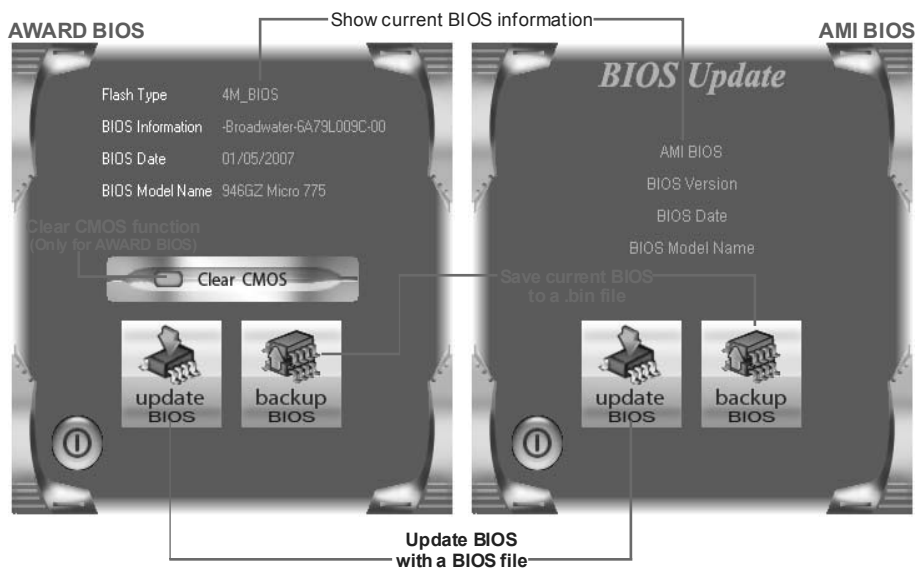 Show current BIOS information
AWARD BIOS
AMI BIOS
Flash Type 4M_BIOS
BIOS Information -Broadwater-6A79L009C-00
BIOS Date 01/05/2007
BIOS Model Name 946GZ Micro 775
Clear CMOS function
(Only for AWARD BIOS)
Clear CMOS
update
BIOS
backup
BIOS
BIOS Update
AMI BIOS
BIOS Version
BIOS Date
BIOS Model Name
Save current BIOS
to a .bin file
update
BIOS
backup
BIOS
Update BIOS
with a BIOS file